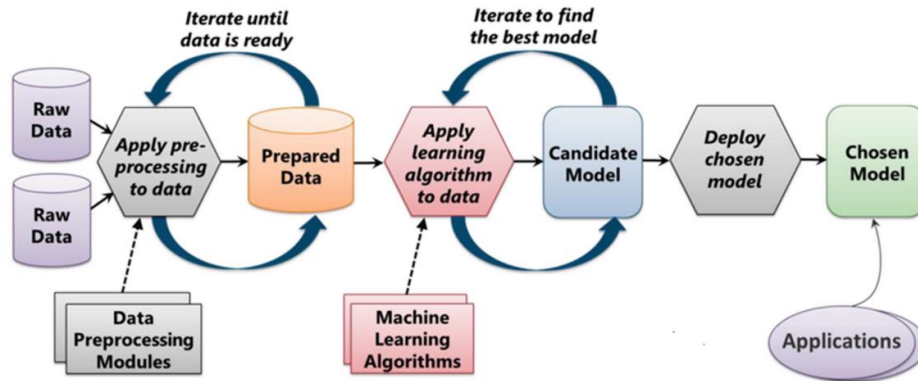 Iterate until
data is ready
Iterate to find
the best model
Raw
Data
Raw
Data
Apply pre-
processing
to data
Prepared
Data
Apply
learning
algorithm
to data
Candidate
Model
Deploy
chosen
model
Chosen
Model
Data
Preprocessing
Modules
Machine
Learning
Algorithms
Applications